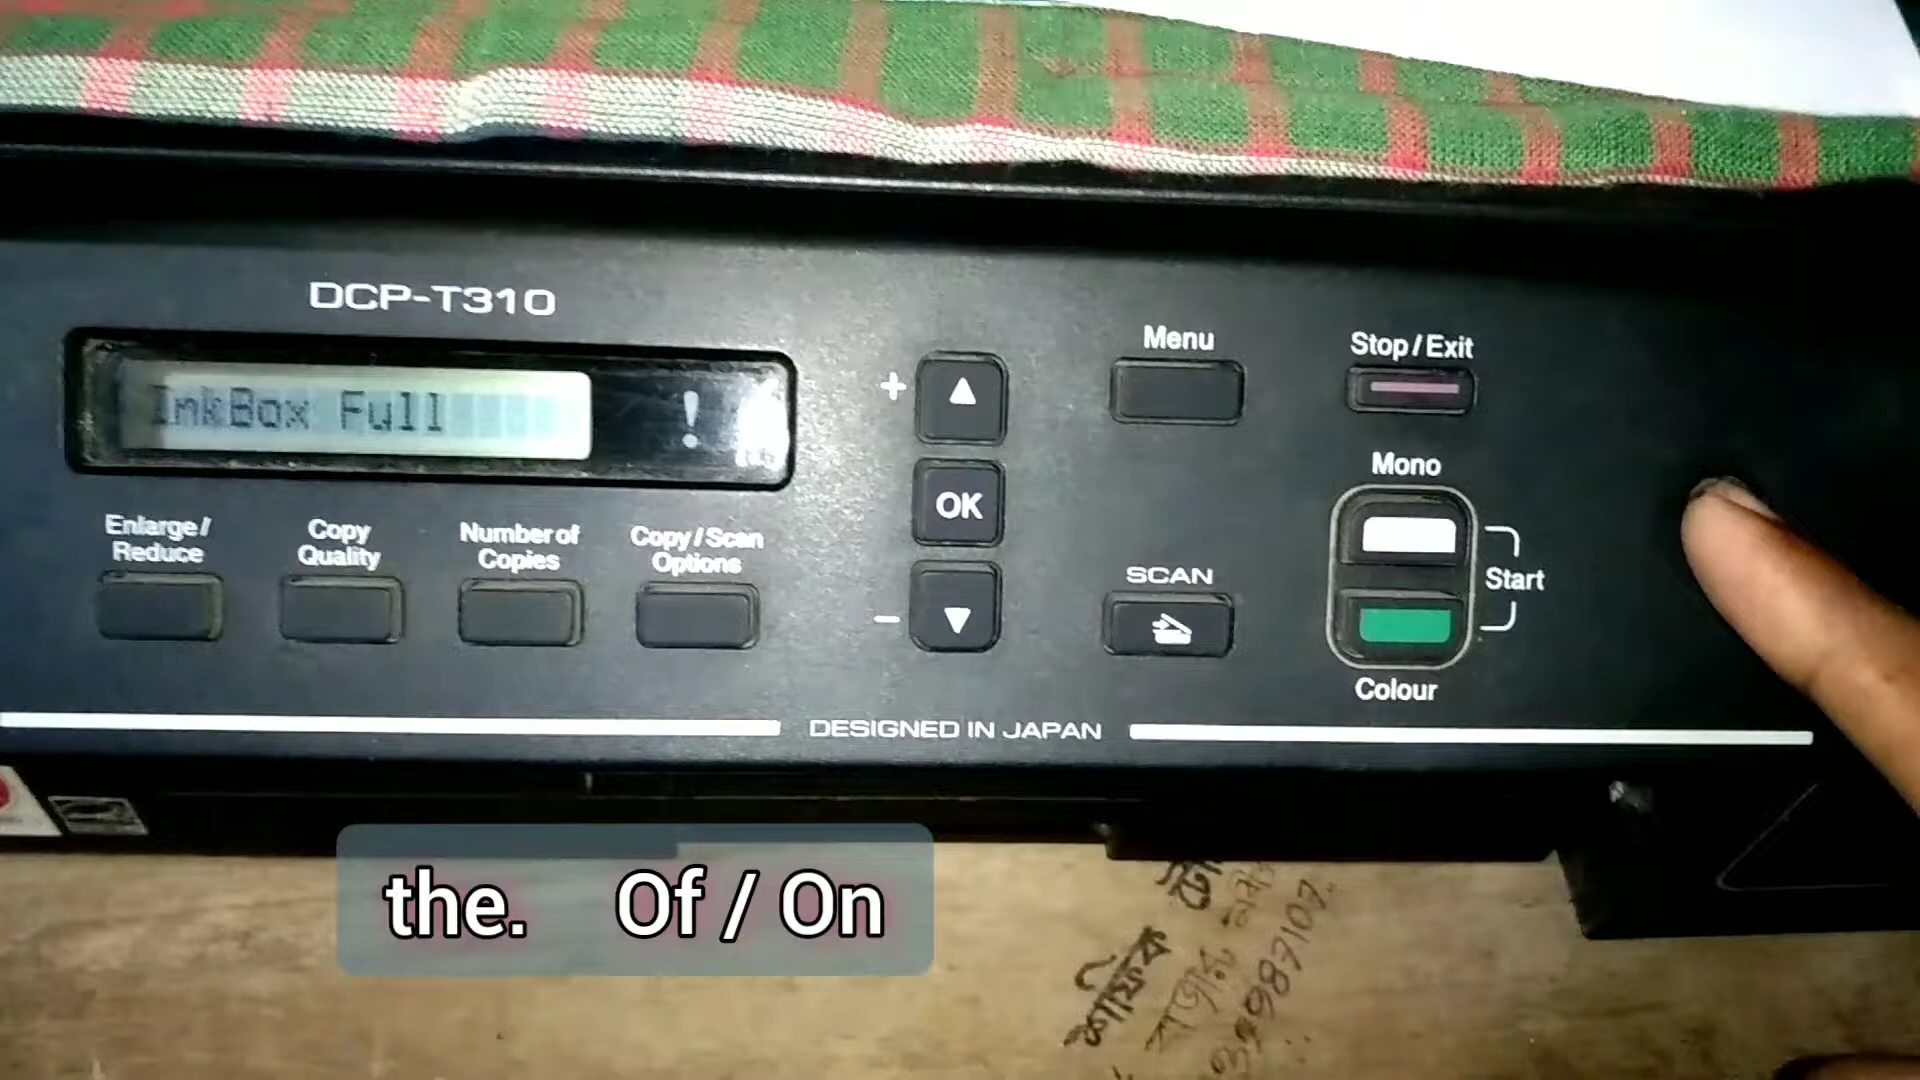 DCP-T310
InkBox Full
!
Enlarge/
Reduce
Copy
Quality
Number of
Copies
Copy/Scan
Options
+
OK
−
Menu
SCAN
Stop/Exit
Mono
Start
Colour
DESIGNED IN JAPAN
the. Of / On